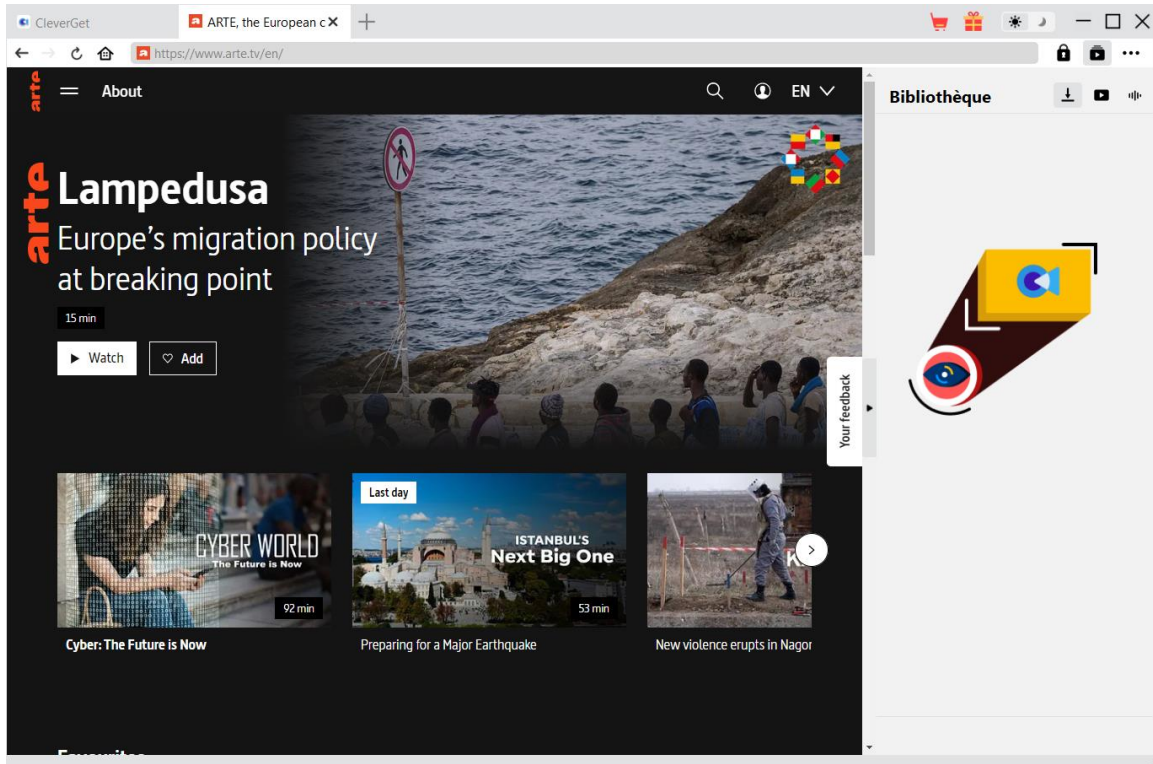 CleverGet
ARTE, the European c
https://www.arte.tv/en/
arte
About
EN
Bibliothèque
arte
Lampedusa
Europe's migration policy
at breaking point
15 min
Watch
Add
Your feedback
CYBER WORLD
The Future is Now
92 min
Last day
ISTANBUL'S
Next Big One
53 min
Cyber: The Future is Now
Preparing for a Major Earthquake
New violence erupts in Nagor